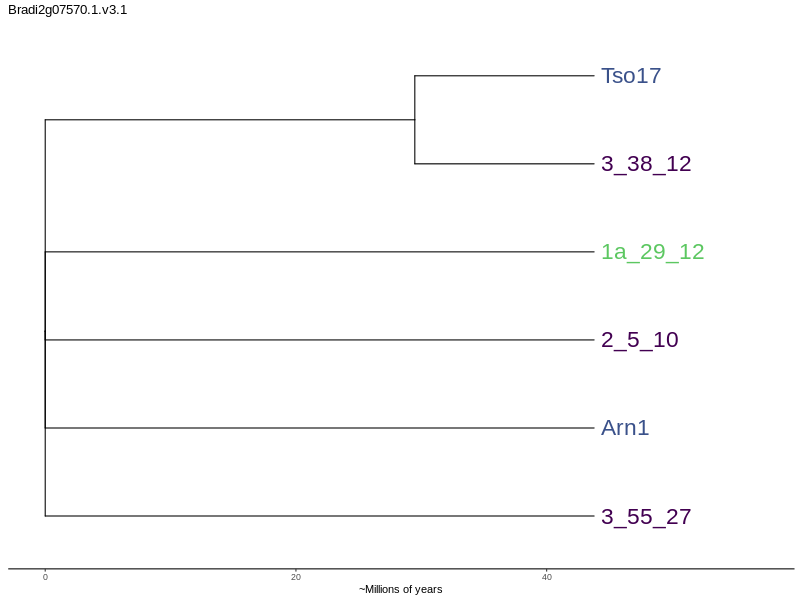 Bradi2g07570.1.v3.1
Tso17
3_38_12
1a_29_12
2_5_10
Arn1
3_55_27
0 20 40
~Millions of years